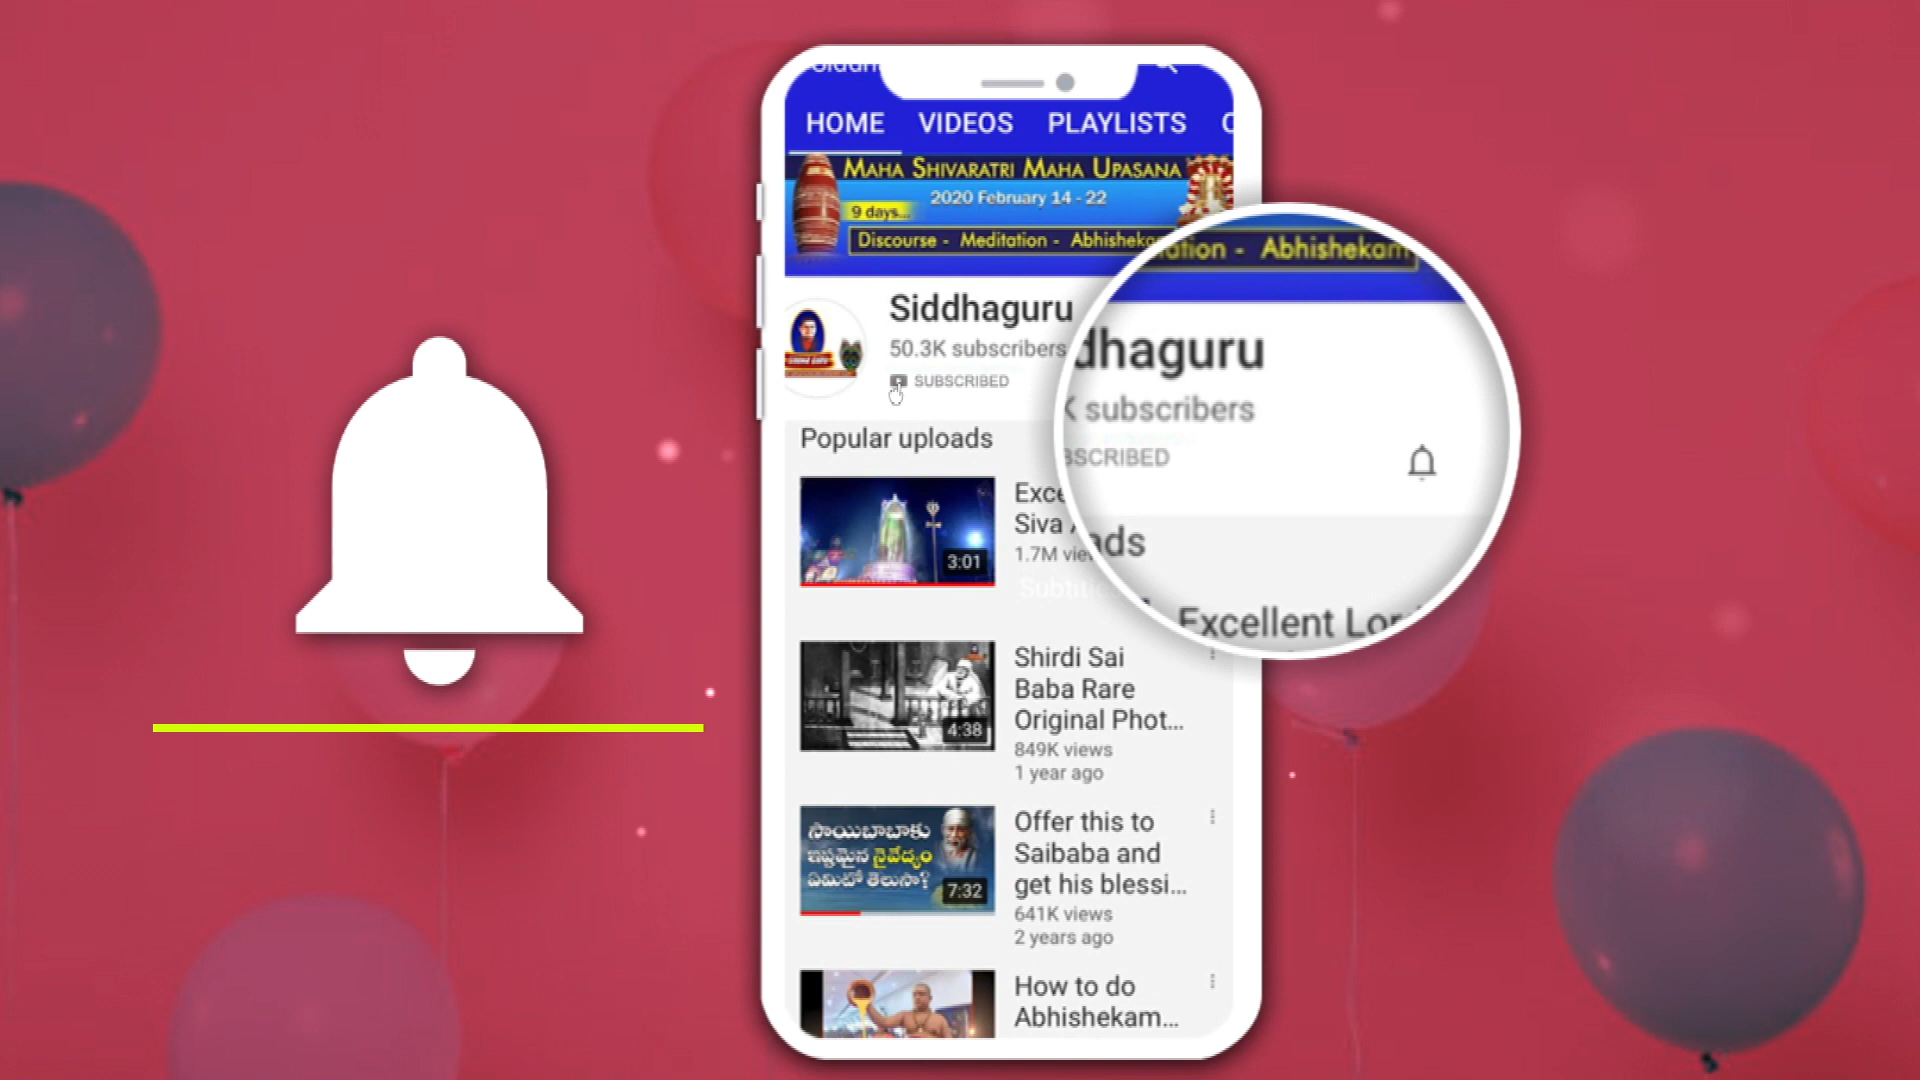 HOME VIDEOS PLAYLISTS
MAHA SHIVARATRI MAHA UPASANA
2020 February 14 - 22
9 days...
Discourse - Meditation - Abhisheka
ation - Abhishekam
Siddhaguru
dhaguru
50.3K subscribers
K subscribers
SUBSCRIBED
BSCRIBED
Popular uploads
ads
Exce
Siva
1.7M vie
3:01
Subtitle
Excellent Lor
Shirdi Sai
Baba Rare
Original Phot...
849K views
1 year ago
4:38
సాయిబాబాకు
ఇష్టమైన నైవేద్యం
ఏమిటో తెలుసా?
7:32
Offer this to
Saibaba and
get his blessi...
641K views
2 years ago
How to do
Abhishekam...